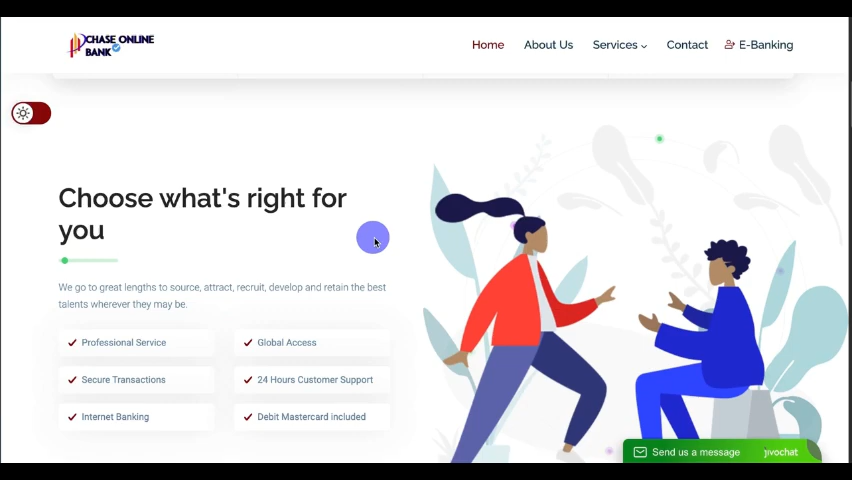 CHASE ONLINE
BANK
Home
About Us
Services
Contact
E-Banking
Choose what's right for
you
We go to great lengths to source, attract, recruit, develop and retain the best
talents wherever they may be.
Professional Service
Global Access
Secure Transactions
24 Hours Customer Support
Internet Banking
Debit Mastercard included
Send us a message
jivochat